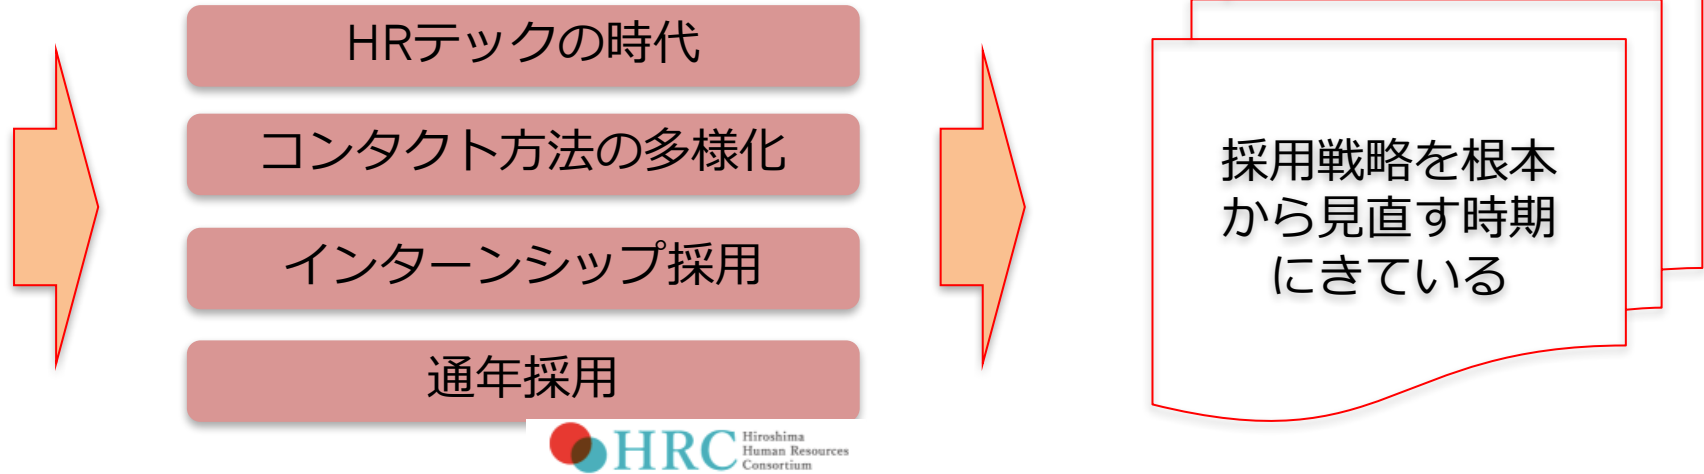 HRテックの時代
コンタクト方法の多様化
インターンシップ採用
通年採用
採用戦略を根本
から見直す時期
にきている
HRC
Hiroshima
Human Resources
Consortium